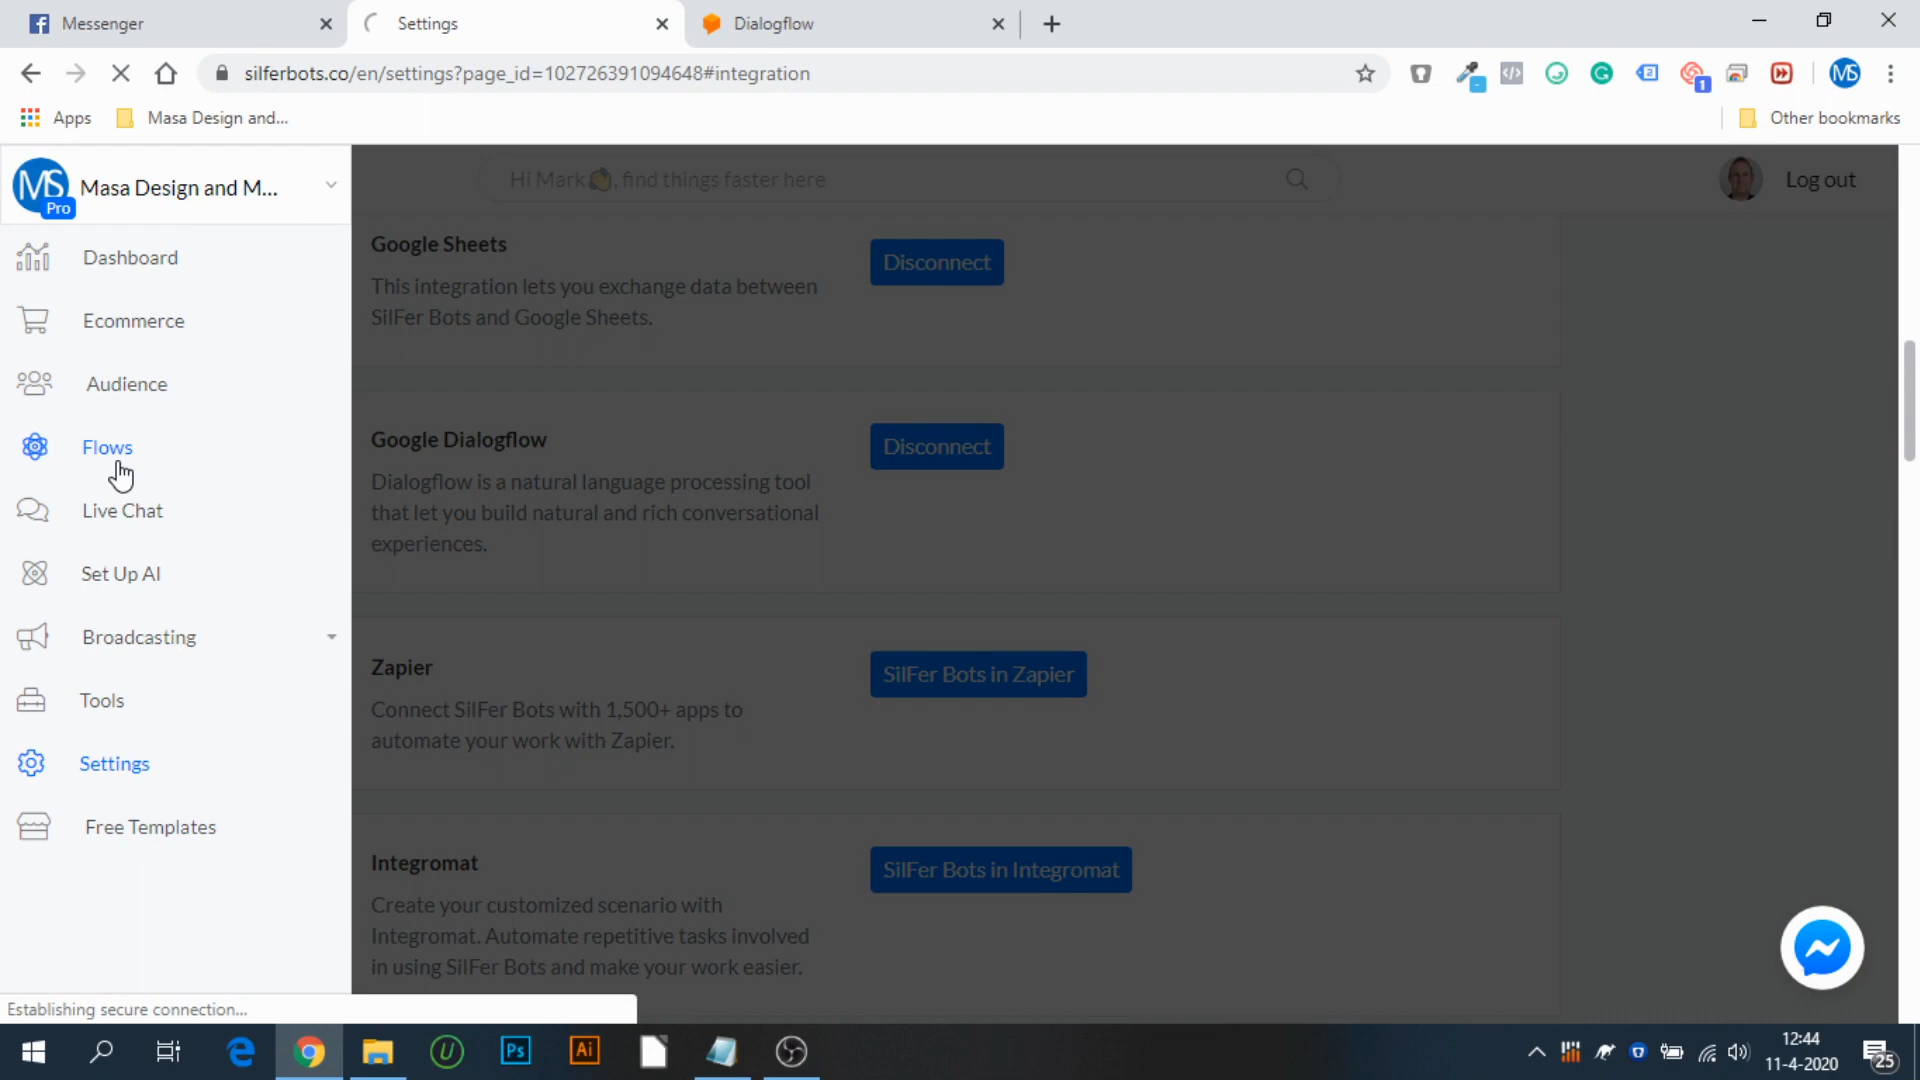 Messenger
Settings
Dialogflow
silferbots.co/en/settings?page_id=102726391094648#integration
2
1
MS
Apps
Masa Design and...
Other bookmarks
MS
Pro
Masa Design and M...
Hi Mark👋, find things faster here
Log out
Dashboard
Ecommerce
Audience
Flows
Live Chat
Set Up AI
Broadcasting
Tools
Settings
Free Templates
Google Sheets
Disconnect
This integration lets you exchange data between
SilFer Bots and Google Sheets.
Google Dialogflow
Disconnect
Dialogflow is a natural language processing tool
that let you build natural and rich conversational
experiences.
Zapier
SilFer Bots in Zapier
Connect SilFer Bots with 1,500+ apps to
automate your work with Zapier.
Integromat
SilFer Bots in Integromat
Create your customized scenario with
Integromat. Automate repetitive tasks involved
in using SilFer Bots and make your work easier.
Establishing secure connection...
Ps
Ai
12:44
11-4-2020
25